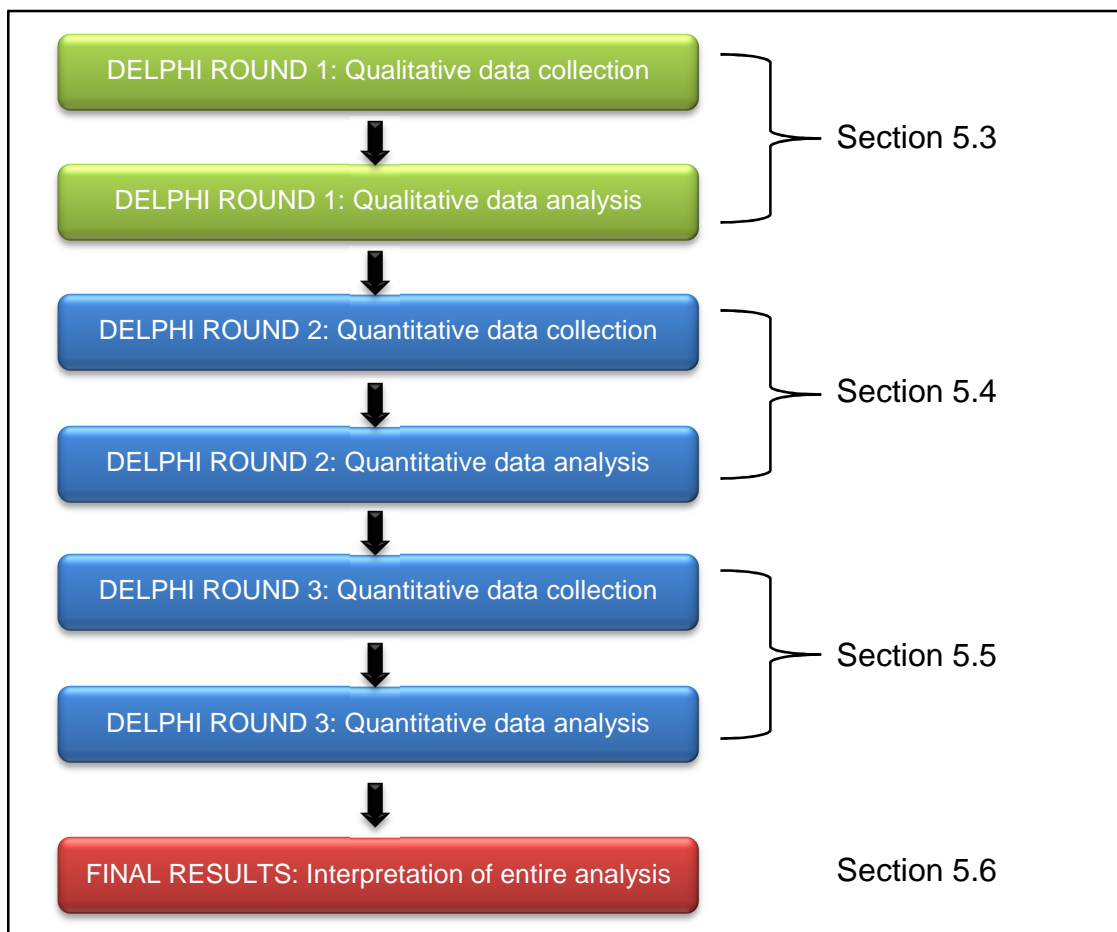 DELPHI ROUND 1: Qualitative data collection
DELPHI ROUND 1: Qualitative data analysis
Section 5.3
DELPHI ROUND 2: Quantitative data collection
DELPHI ROUND 2: Quantitative data analysis
Section 5.4
DELPHI ROUND 3: Quantitative data collection
DELPHI ROUND 3: Quantitative data analysis
Section 5.5
FINAL RESULTS: Interpretation of entire analysis
Section 5.6